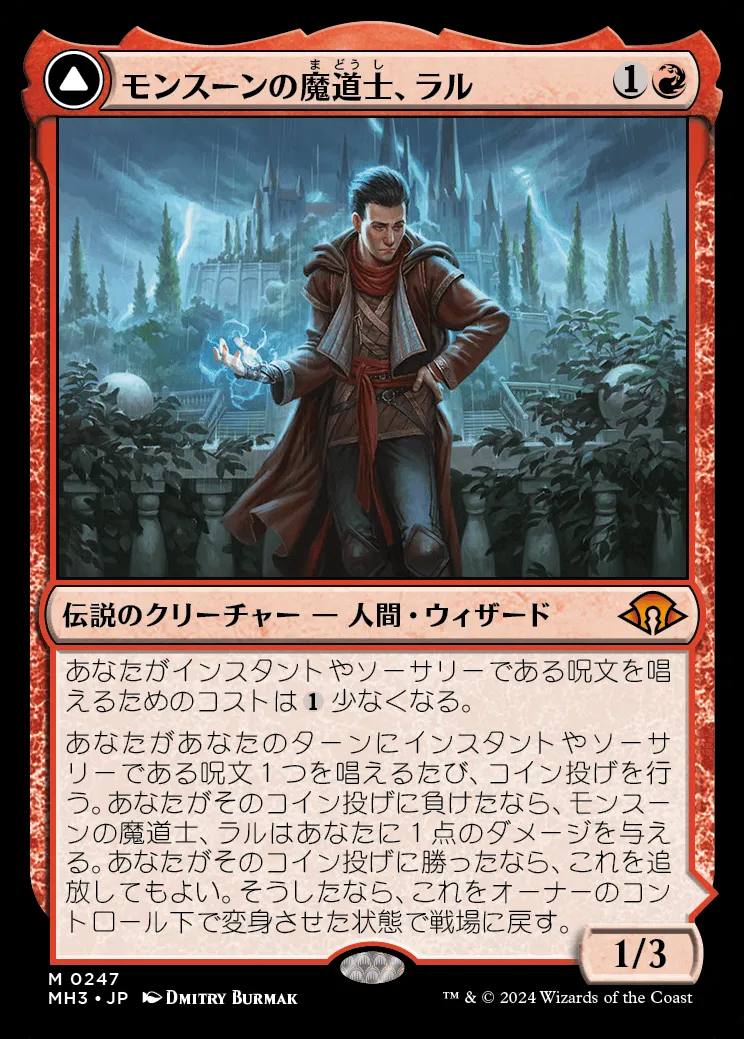 まどうし
モンスーンの魔道士、ラル 1
伝説のクリーチャー — 人間・ウィザード
あなたがインスタントやソーサリーである呪文を唱
えるためのコストは 1 少なくなる。
あなたがあなたのターンにインスタントやソーサ
リーである呪文1つを唱えるたび、コイン投げを行
う。あなたがそのコイン投げに負けたなら、モンスー
ンの魔道士、ラルはあなたに1点のダメージを与え
る。あなたがそのコイン投げに勝ったなら、これを追
放してもよい。そうしたなら、これをオーナーのコン
トロール下で変身させた状態で戦場に戻す。
1/3
M 0247
MH3 • JP Dmitry Burmak
™ & © 2024 Wizards of the Coast